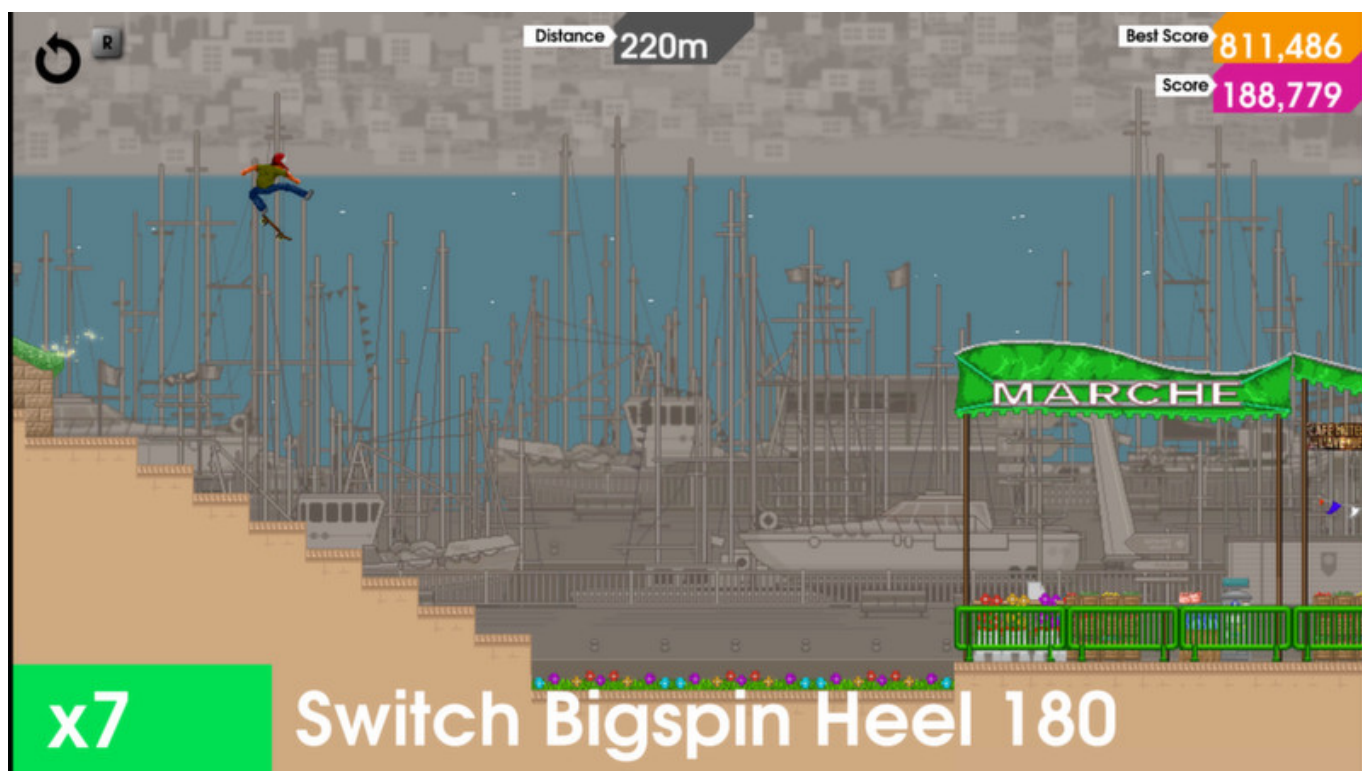 R
Distance
220m
Best Score
811,486
Score
188,779
MARCHE
x7
Switch Bigspin Heel 180